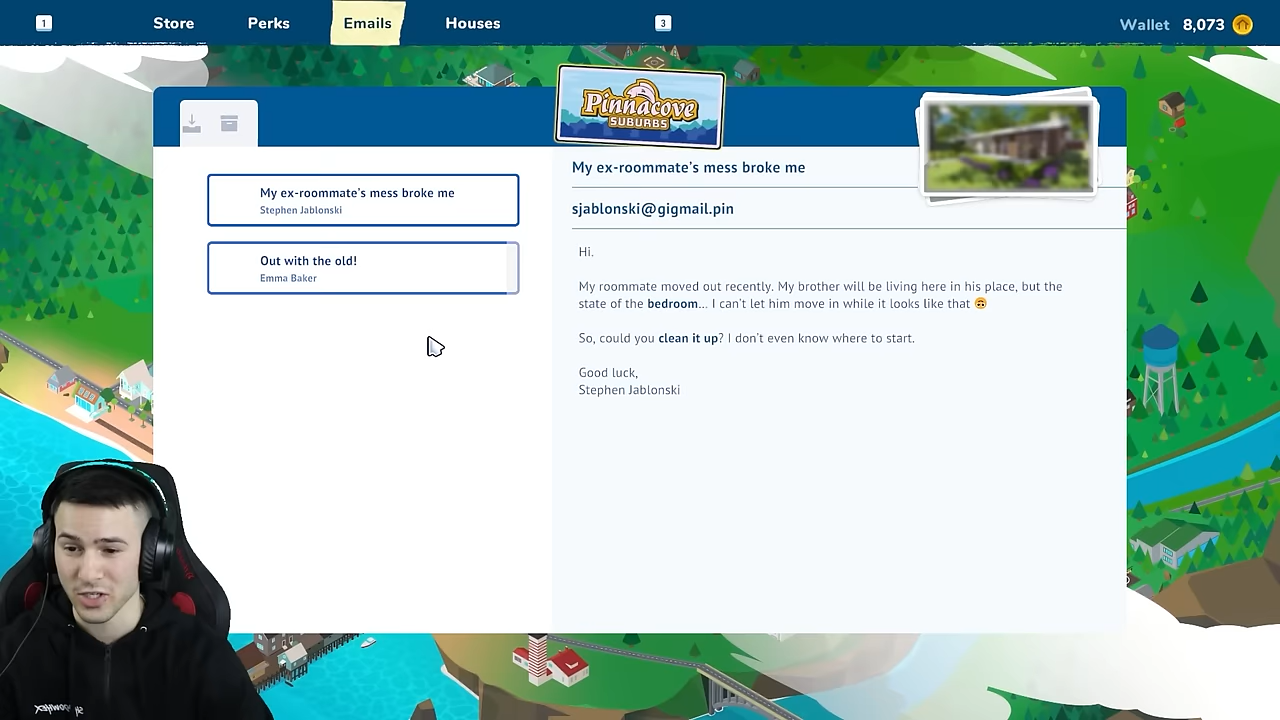 1
Store
Perks
Emails
Houses
3
Wallet 8,073
Pinnacove
SUBURBS
My ex-roommate's mess broke me
Stephen Jablonski
Out with the old!
Emma Baker
My ex-roommate's mess broke me
sjablonski@gigmail.pin
Hi.
My roommate moved out recently. My brother will be living here in his place, but the
state of the bedroom... I can't let him move in while it looks like that 🙃
So, could you clean it up? I don't even know where to start.
Good luck,
Stephen Jablonski